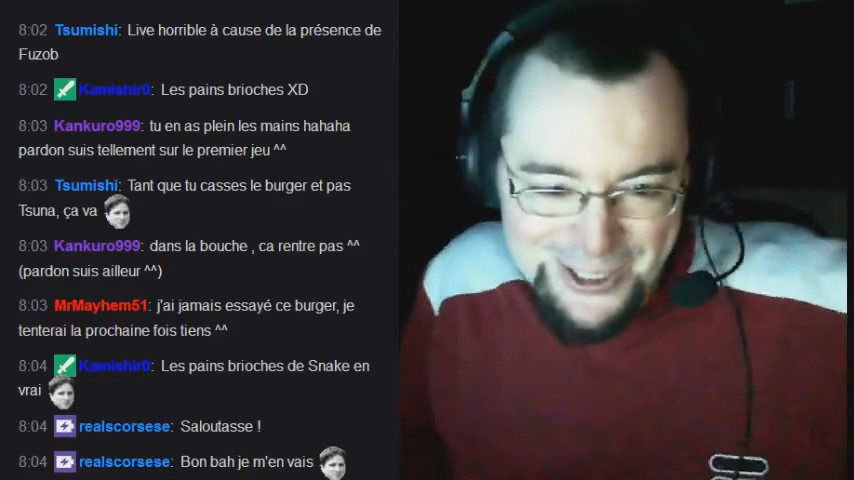 8:02 Tsumishi: Live horrible à cause de la présence de
Fuzob
8:02 Kamishir0: Les pains brioches XD
8:03 Kankuro999: tu en as plein les mains hahaha
pardon suis tellement sur le premier jeu ^^
8:03 Tsumishi: Tant que tu casses le burger et pas
Tsuna, ça va
8:03 Kankuro999: dans la bouche , ca rentre pas ^^
(pardon suis ailleur ^^)
8:03 MrMayhem51: j'ai jamais essayé ce burger, je
tenterai la prochaine fois tiens ^^
8:04 Kamishir0: Les pains brioches de Snake en
vrai
8:04 realscorsese: Saloutasse !
8:04 realscorsese: Bon bah je m'en vais